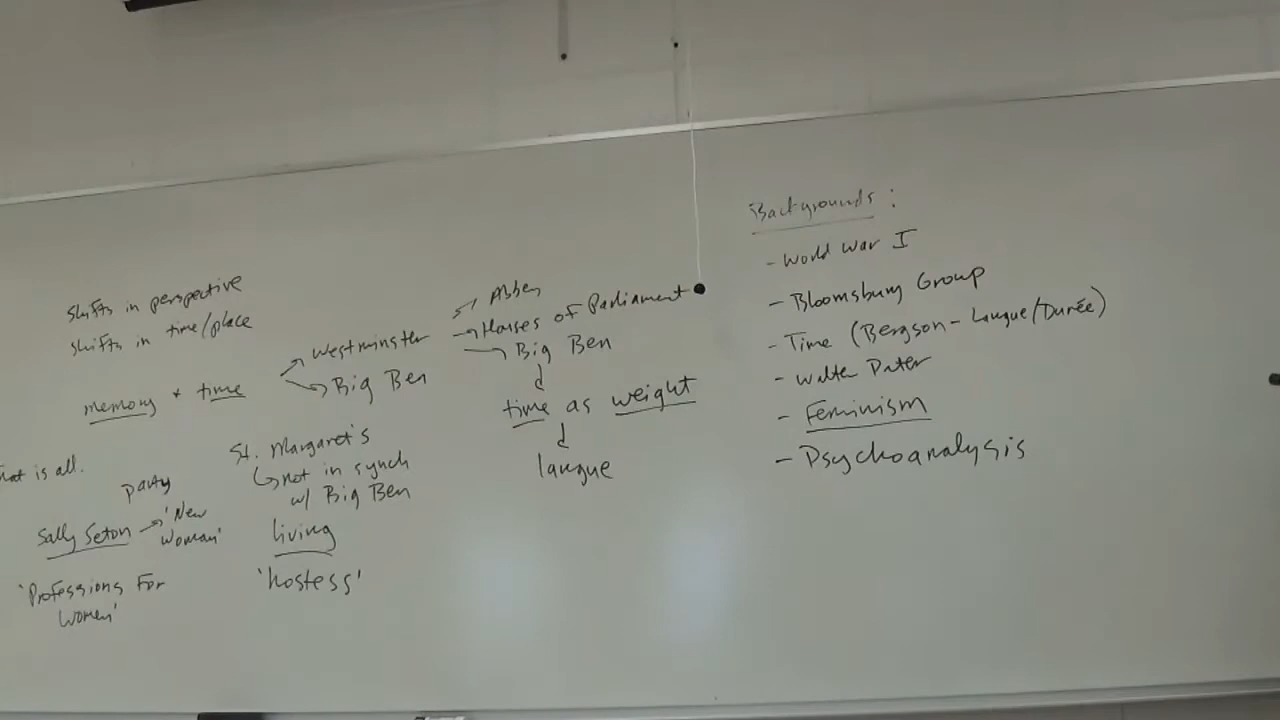 Shifts in perspective
Shifts in time/place
memory + time
→ Westminster
→ Big Ben
→ Abbey
→ Houses of Parliament
Big Ben
time as weight
langue
St. Margaret's
↳ not in synch
w/ Big Ben
living
'hostess'
that is all.
party
Sally Seton → 'New
Woman'
'Professions For
Women'
Backgrounds:
- World War I
- Bloomsbury Group
- Time (Bergson - Langue/Durée)
- Walter Pater
- Feminism
- Psychoanalysis